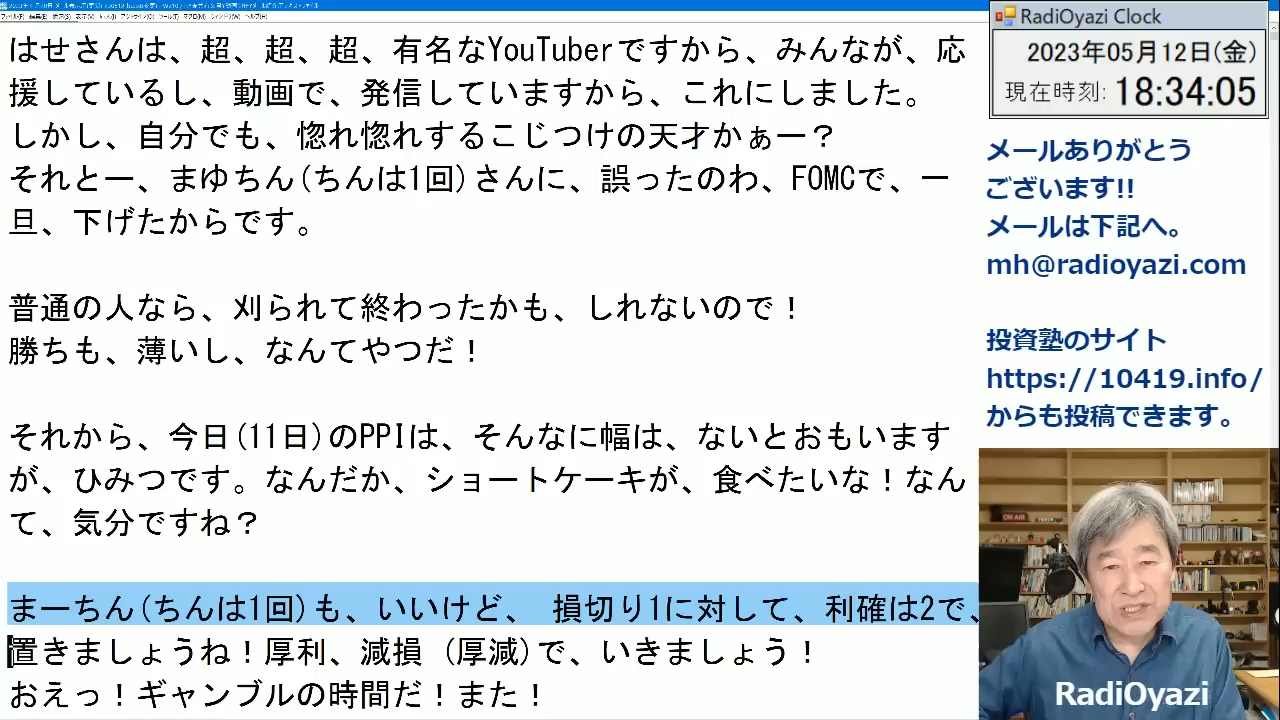 はせさんは、超、超、超、有名なYouTuberですから、みんなが、応
援しているし、動画で、発信していますから、これにしました。
しかし、自分でも、惚れ惚れするこじつけの天才かぁー？
それとー、まゆちん(ちんは1回)さんに、誤ったのわ、FOMCで、一
旦、下げたからです。
普通の人なら、刈られて終わったかも、しれないので！
勝ちも、薄いし、なんてやつだ！
それから、今日(11日)のPPIは、そんなに幅は、ないとおもいます
が、ひみつです。なんだか、ショートケーキが、食べたいな！なん
て、気分ですね？
まーちん(ちんは1回)も、いいけど、 損切り1に対して、利確は2で、
置きましょうね！厚利、減損 (厚減)で、いきましょう！
おえっ！ギャンブルの時間だ！また！
RadiOyazi Clock
2023年05月12日(金)
現在時刻: 18:34:05
メールありがとう
ございます!!
メールは下記へ。
mh@radioyazi.com
投資塾のサイト
https://10419.info/
からも投稿できます。
ON AIR
RadiOyazi